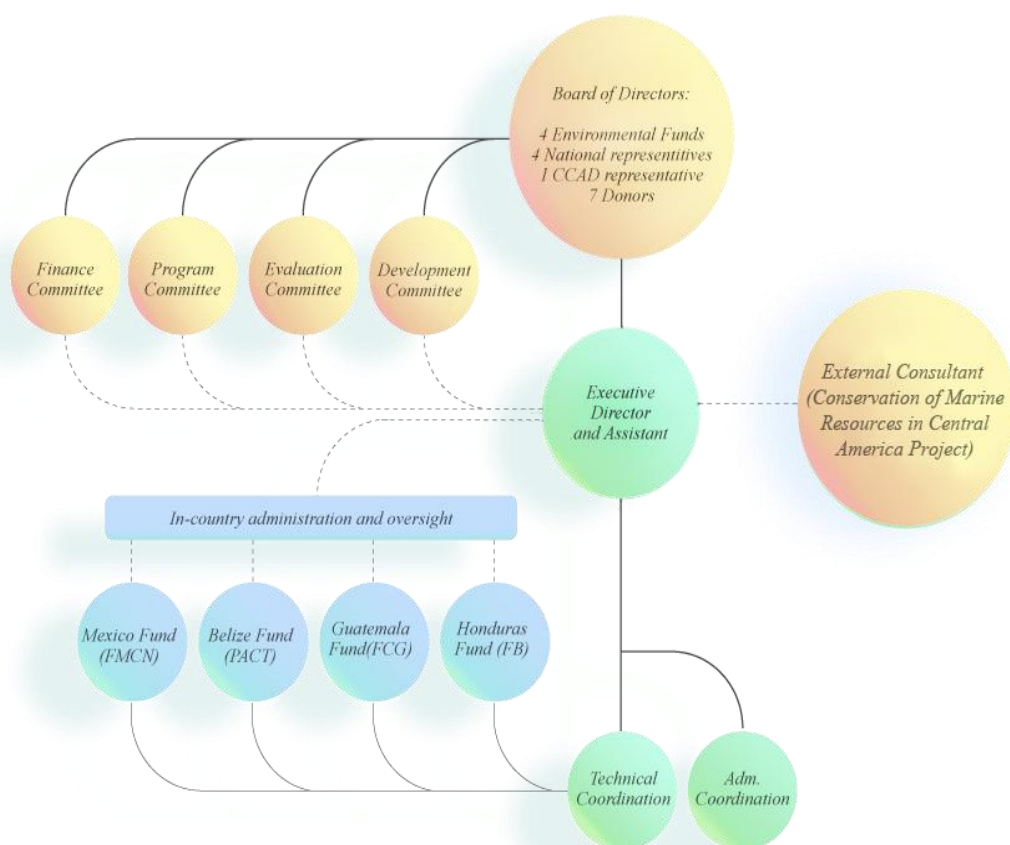 Board of Directors:
4 Environmental Funds
4 National representitives
1 CCAD representative
7 Donors
Finance
Committee
Program
Committee
Evaluation
Committee
Development
Committee
Executive
Director
and Assistant
External Consultant
(Conservation of Marine
Resources in Central
America Project)
In-country administration and oversight
Mexico Fund
(FMCN)
Belize Fund
(PACT)
Guatemala
Fund(FCG)
Honduras
Fund (FB)
Technical
Coordination
Adm.
Coordination